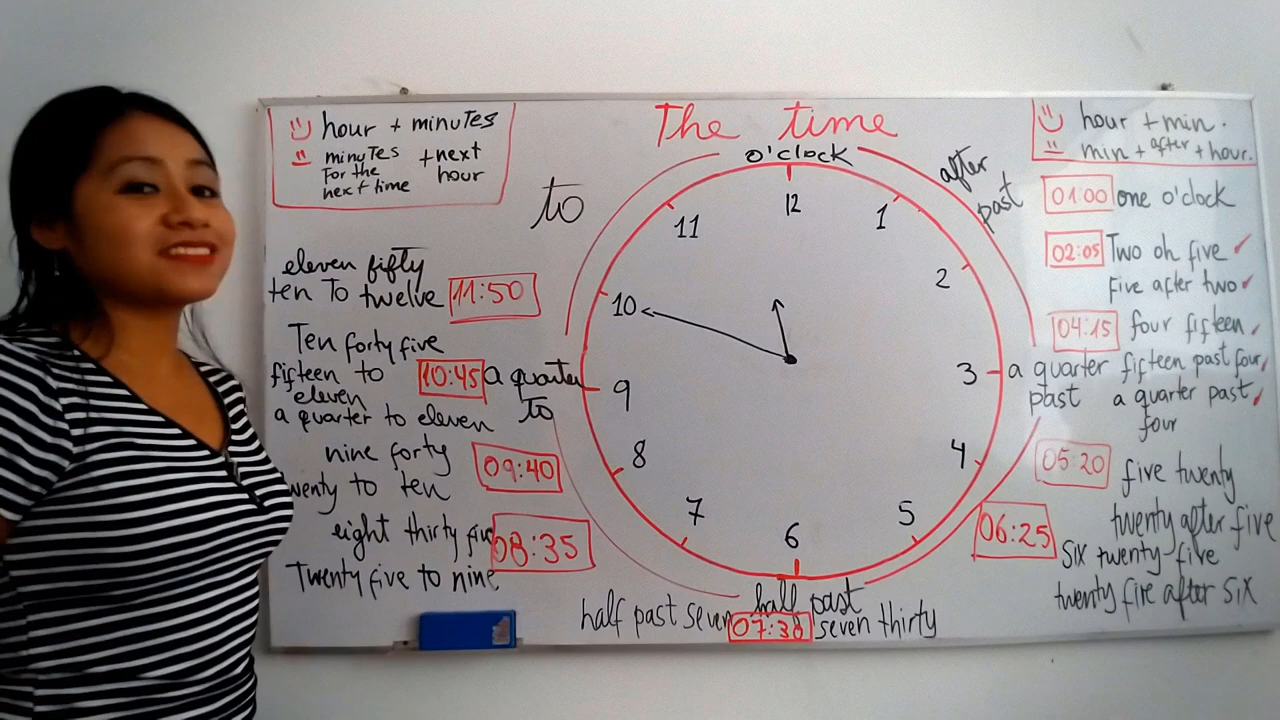 The time
hour + minutes
minutes + next
For the hour
next time
hour + min.
min + after + hour.
to
o'clock
after
past
12
1
2
3
4
5
6
7
8
9
10
11
eleven fifty
ten To twelve 11:50
Ten forty five
fifteen to 10:45 a quarter
eleven
a quarter to eleven to
nine forty
09:40
wenty to ten
eight thirty five
08:35
Twenty five to nine
half past
half past seven 07:30 seven thirty
01:00 one o'clock
02:05 Two oh five
five after two
04:15 four fifteen
a quarter fifteen past four
past a quarter past
four
05:20 five twenty
twenty after five
06:25 six twenty-five
twenty five after six